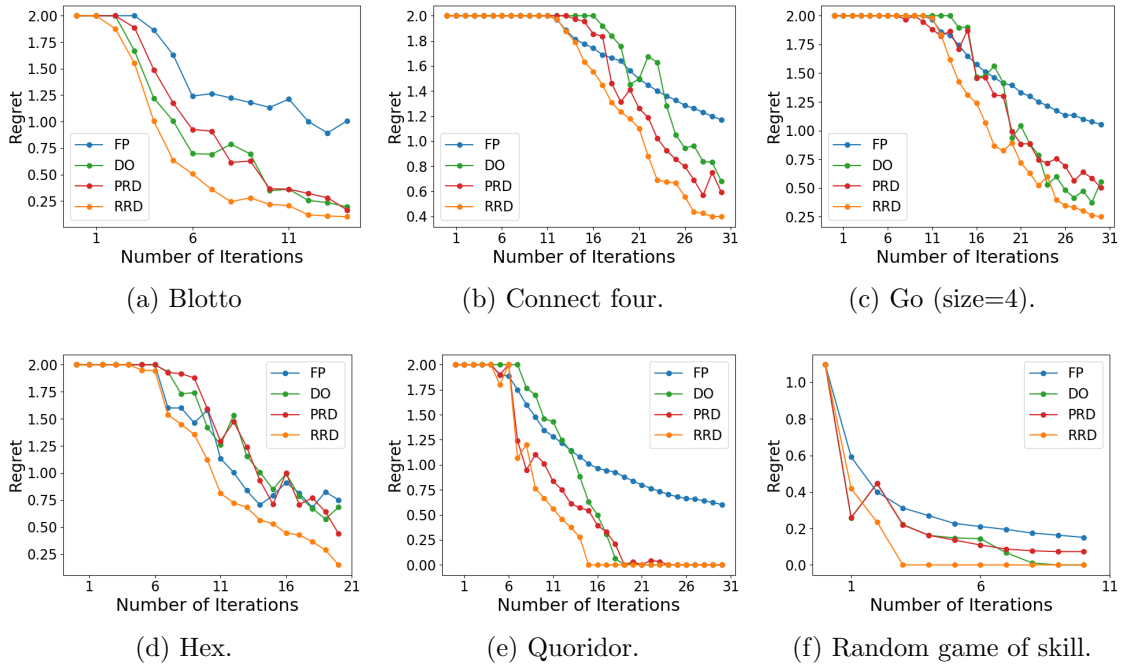 2.00
1.75
1.50
1.25
1.00
0.75
0.50
0.25
Regret
FP
DO
PRD
RRD
1 6 11
Number of Iterations
(a) Blotto
2.0
1.8
1.6
1.4
1.2
1.0
0.8
0.6
0.4
Regret
FP
DO
PRD
RRD
1 6 11 16 21 26 31
Number of Iterations
(b) Connect four.
2.00
1.75
1.50
1.25
1.00
0.75
0.50
0.25
Regret
FP
DO
PRD
RRD
1 6 11 16 21 26 31
Number of Iterations
(c) Go (size=4).
2.00
1.75
1.50
1.25
1.00
0.75
0.50
0.25
Regret
FP
DO
PRD
RRD
1 6 11 16 21
Number of Iterations
(d) Hex.
2.00
1.75
1.50
1.25
1.00
0.75
0.50
0.25
0.00
Regret
FP
DO
PRD
RRD
1 6 11 16 21 26 31
Number of Iterations
(e) Quoridor.
1.0
0.8
0.6
0.4
0.2
0.0
Regret
FP
DO
PRD
RRD
1 6 11
Number of Iterations
(f) Random game of skill.